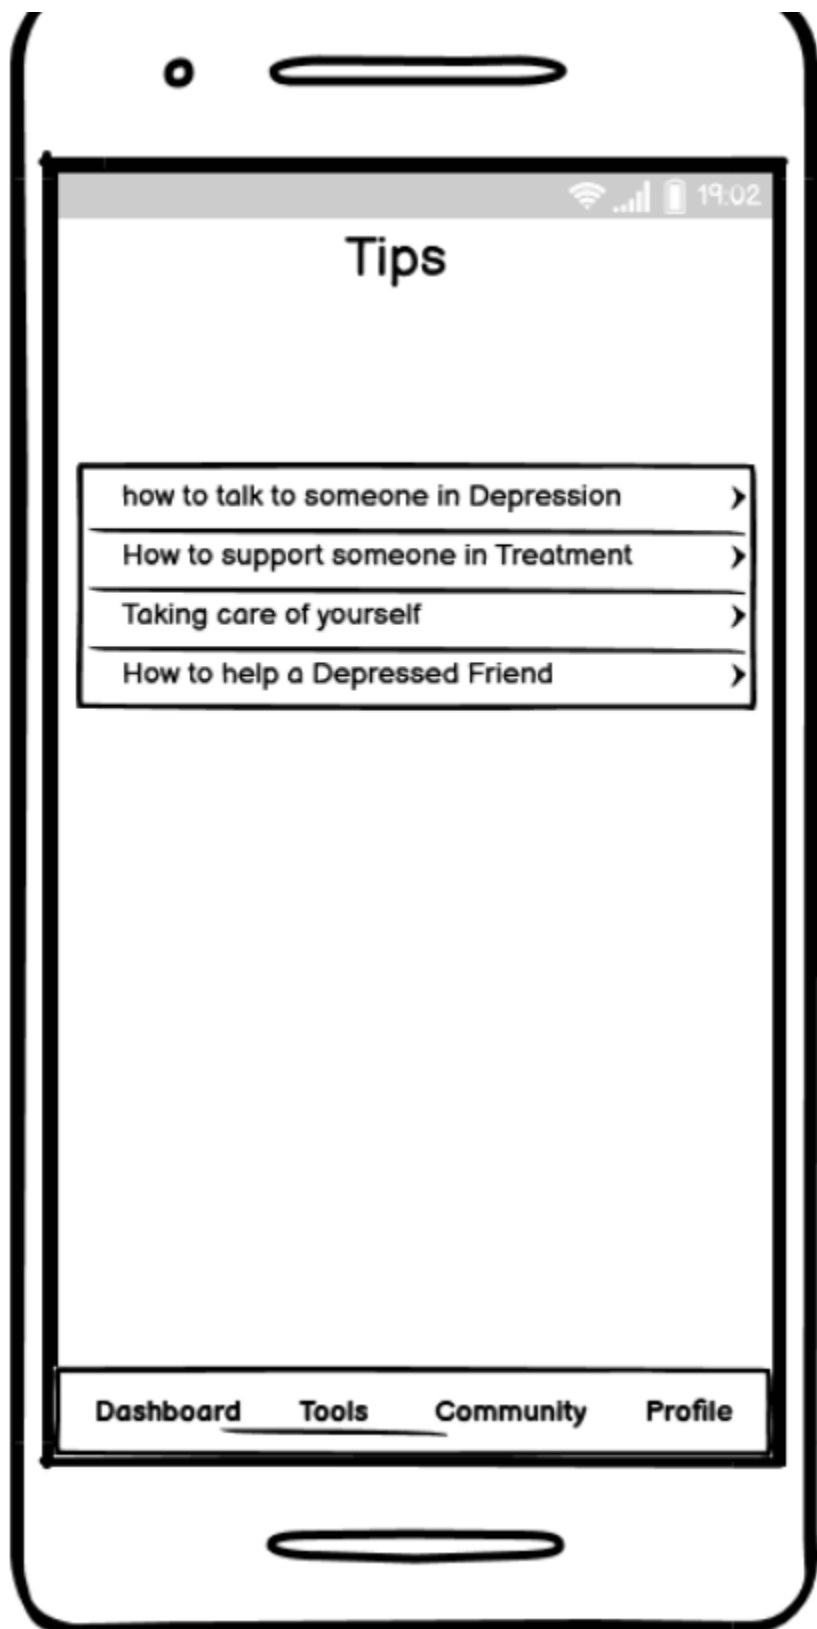 19:02
Tips
how to talk to someone in Depression
How to support someone in Treatment
Taking care of yourself
How to help a Depressed Friend
Dashboard Tools Community Profile